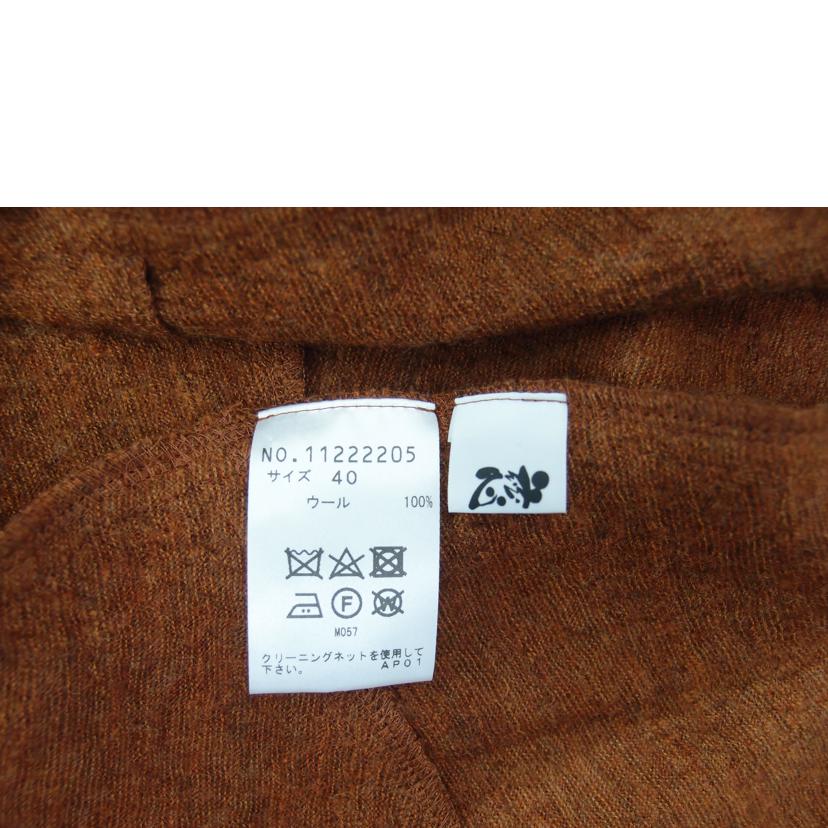 NO.11222205
サイズ 40
ウール 100%
F W
M057
クリーニングネットを使用して
下さい。 AP01